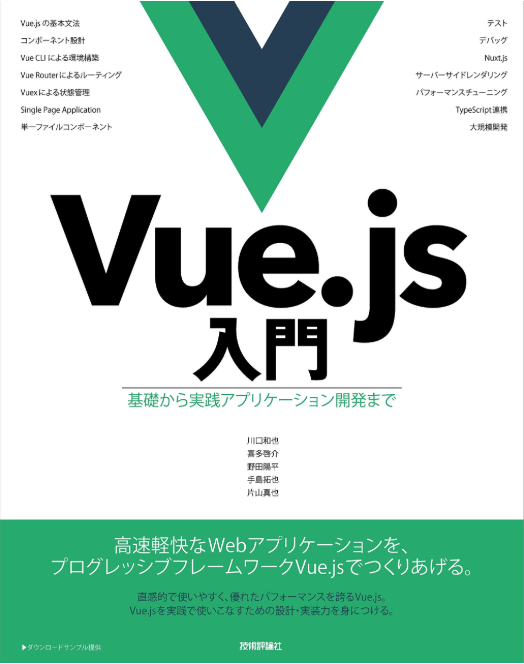 Vue.jsの基本文法
コンポーネント設計
Vue CLIによる環境構築
Vue Routerによるルーティング
Vuexによる状態管理
Single Page Application
単一ファイルコンポーネント
テスト
デバッグ
Nuxt.js
サーバーサイドレンダリング
パフォーマンスチューニング
TypeScript連携
大規模開発
Vue.js
入門
基礎から実践アプリケーション開発まで
川口和也
喜多啓介
野田陽平
手島拓也
片山真也
高速軽快なWebアプリケーションを、
プログレッシブフレームワークVue.jsでつくりあげる。
直感的で使いやすく、優れたパフォーマンスを誇るVue.js。
Vue.jsを実践で使いこなすための設計・実装力を身につける。
▶ダウンロードサンプル提供
技術評論社